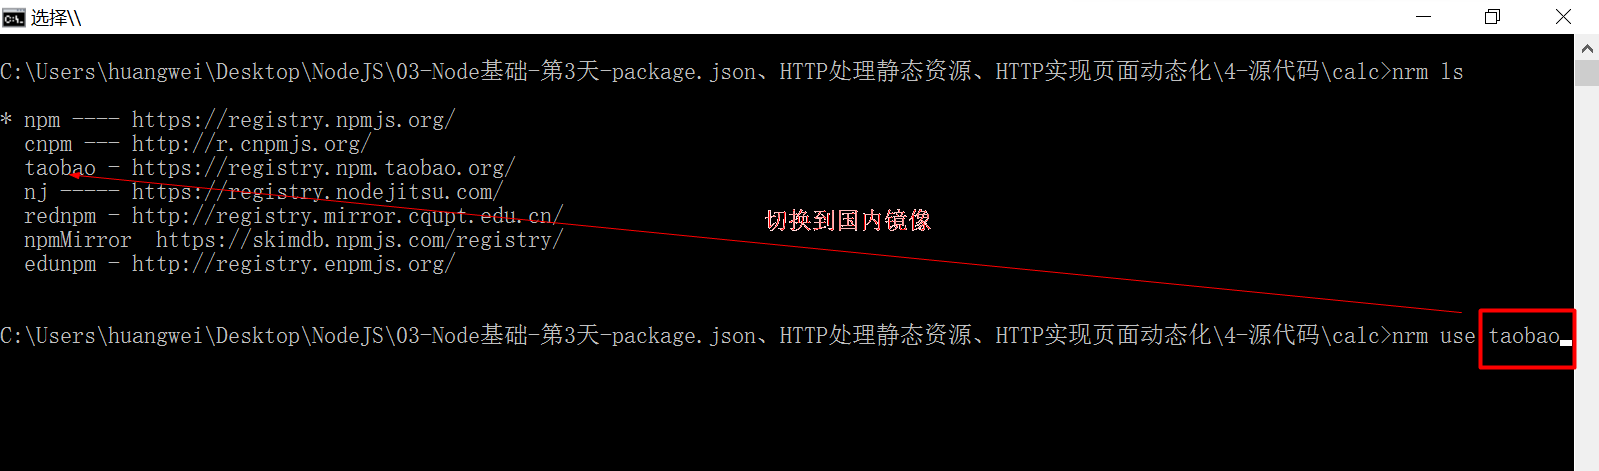 选择\\
C:\Users\huangwei\Desktop\NodeJS\03-Node基础-第3天-package.json、HTTP处理静态资源、HTTP实现页面动态化\4-源代码\calc>nrm ls
* npm ---- https://registry.npmjs.org/
cnpm --- http://r.cnpmjs.org/
taobao - https://registry.npm.taobao.org/
nj ----- https://registry.nodejitsu.com/
rednpm - http://registry.mirror.cqupt.edu.cn/
切换到国内镜像
npmMirror  https://skimdb.npmjs.com/registry/
edunpm - http://registry.enpmjs.org/
C:\Users\huangwei\Desktop\NodeJS\03-Node基础-第3天-package.json、HTTP处理静态资源、HTTP实现页面动态化\4-源代码\calc>nrm use taobao